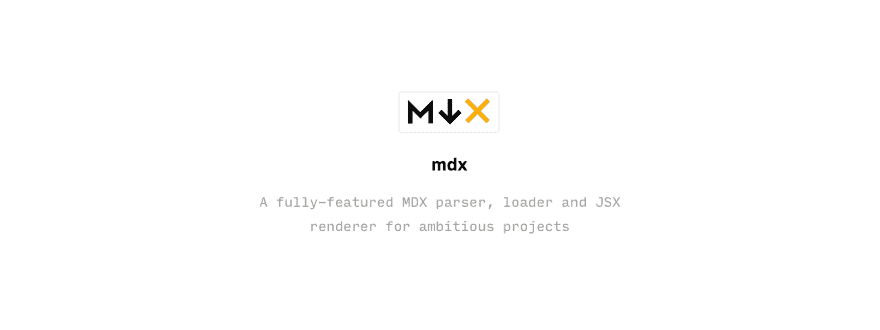 M↓X
mdx
A fully-featured MDX parser, loader and JSX
renderer for ambitious projects